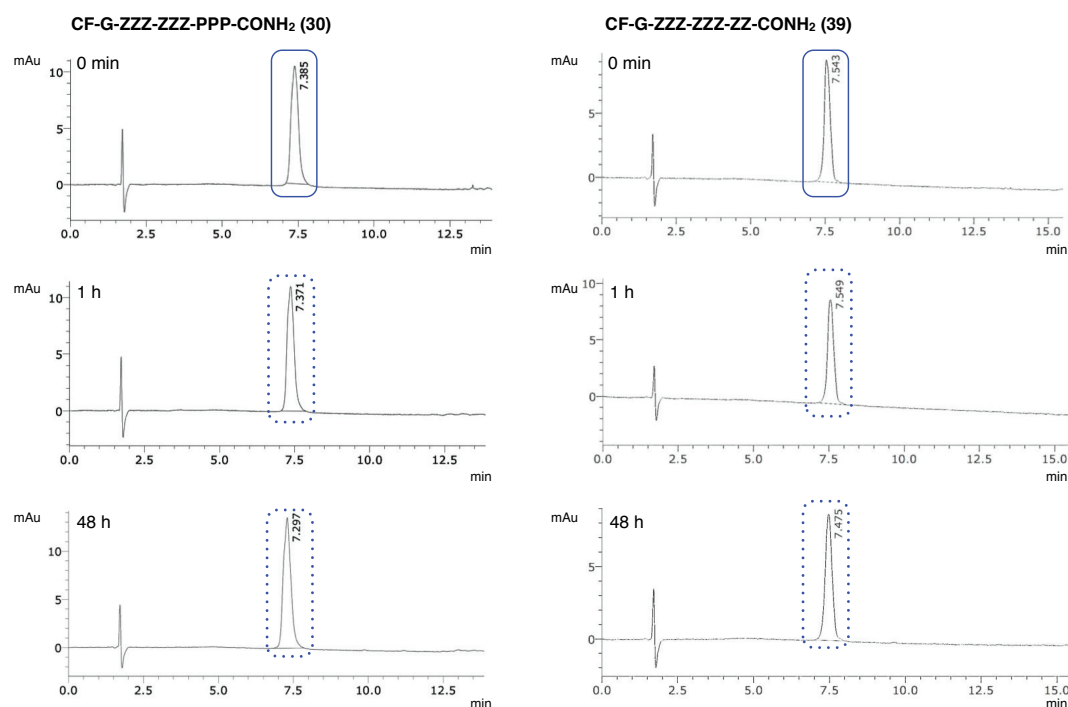 CF-G-ZZZ-ZZZ-PPP-CONH₂ (30)
mAu
0 min
10
5
0
7.385
0.0 2.5 5.0 7.5 10.0 12.5
min
mAu
1 h
10
5
0
7.371
0.0 2.5 5.0 7.5 10.0 12.5
min
mAu
48 h
10
5
0
7.297
0.0 2.5 5.0 7.5 10.0 12.5
min
CF-G-ZZZ-ZZZ-ZZ-CONH₂ (39)
mAu
0 min
5
0
7.543
0.0 2.5 5.0 7.5 10.0 12.5 15.0
min
mAu
1 h
10
5
0
7.549
0.0 2.5 5.0 7.5 10.0 12.5 15.0
min
mAu
48 h
5
0
7.475
0.0 2.5 5.0 7.5 10.0 12.5 15.0
min